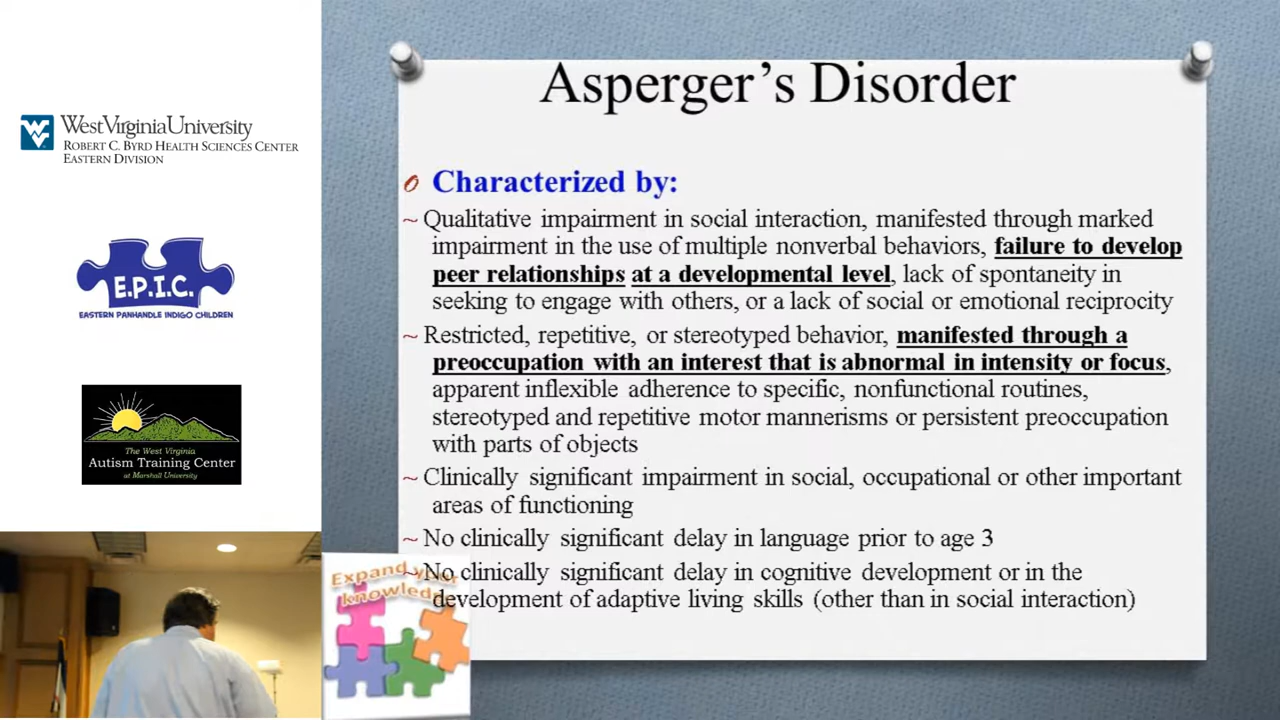 West Virginia University
ROBERT C. BYRD HEALTH SCIENCES CENTER
EASTERN DIVISION
E.P.I.C.
EASTERN PANHANDLE INDIGO CHILDREN
The West Virginia
Autism Training Center
at Marshall University
Asperger’s Disorder
Characterized by:
~ Qualitative impairment in social interaction, manifested through marked
impairment in the use of multiple nonverbal behaviors, failure to develop
peer relationships at a developmental level, lack of spontaneity in
seeking to engage with others, or a lack of social or emotional reciprocity
~ Restricted, repetitive, or stereotyped behavior, manifested through a
preoccupation with an interest that is abnormal in intensity or focus,
apparent inflexible adherence to specific, nonfunctional routines,
stereotyped and repetitive motor mannerisms or persistent preoccupation
with parts of objects
~ Clinically significant impairment in social, occupational or other important
areas of functioning
~ No clinically significant delay in language prior to age 3
~ No clinically significant delay in cognitive development or in the
development of adaptive living skills (other than in social interaction)
Expand your
knowledge